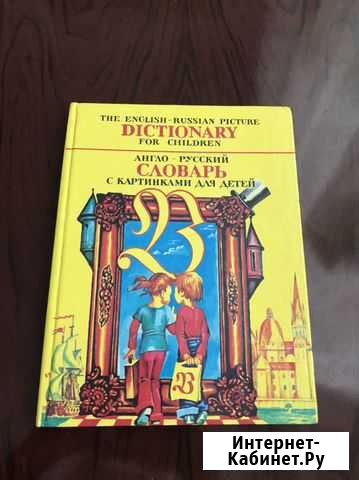 THE ENGLISH-RUSSIAN PICTURE
DICTIONARY
FOR CHILDREN
АНГЛО-РУССКИЙ
СЛОВАРЬ
С КАРТИНКАМИ ДЛЯ ДЕТЕЙ
B
B
Интернет-
Кабинет.Ру